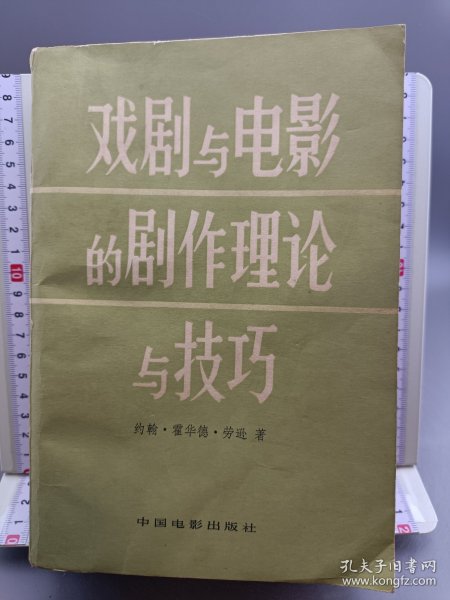 戏剧与电影
的剧作理论
与技巧
约翰·霍华德·劳逊 著
中国电影出版社
孔夫子旧书网
www.kongfz.com